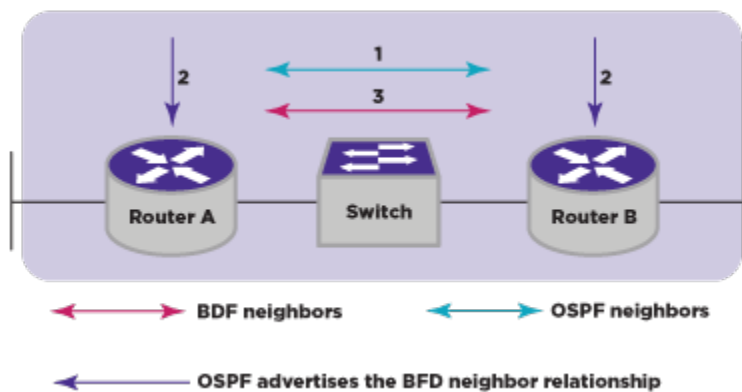 1
2
2
3
Router A
Switch
Router B
BDF neighbors
OSPF neighbors
OSPF advertises the BFD neighbor relationship